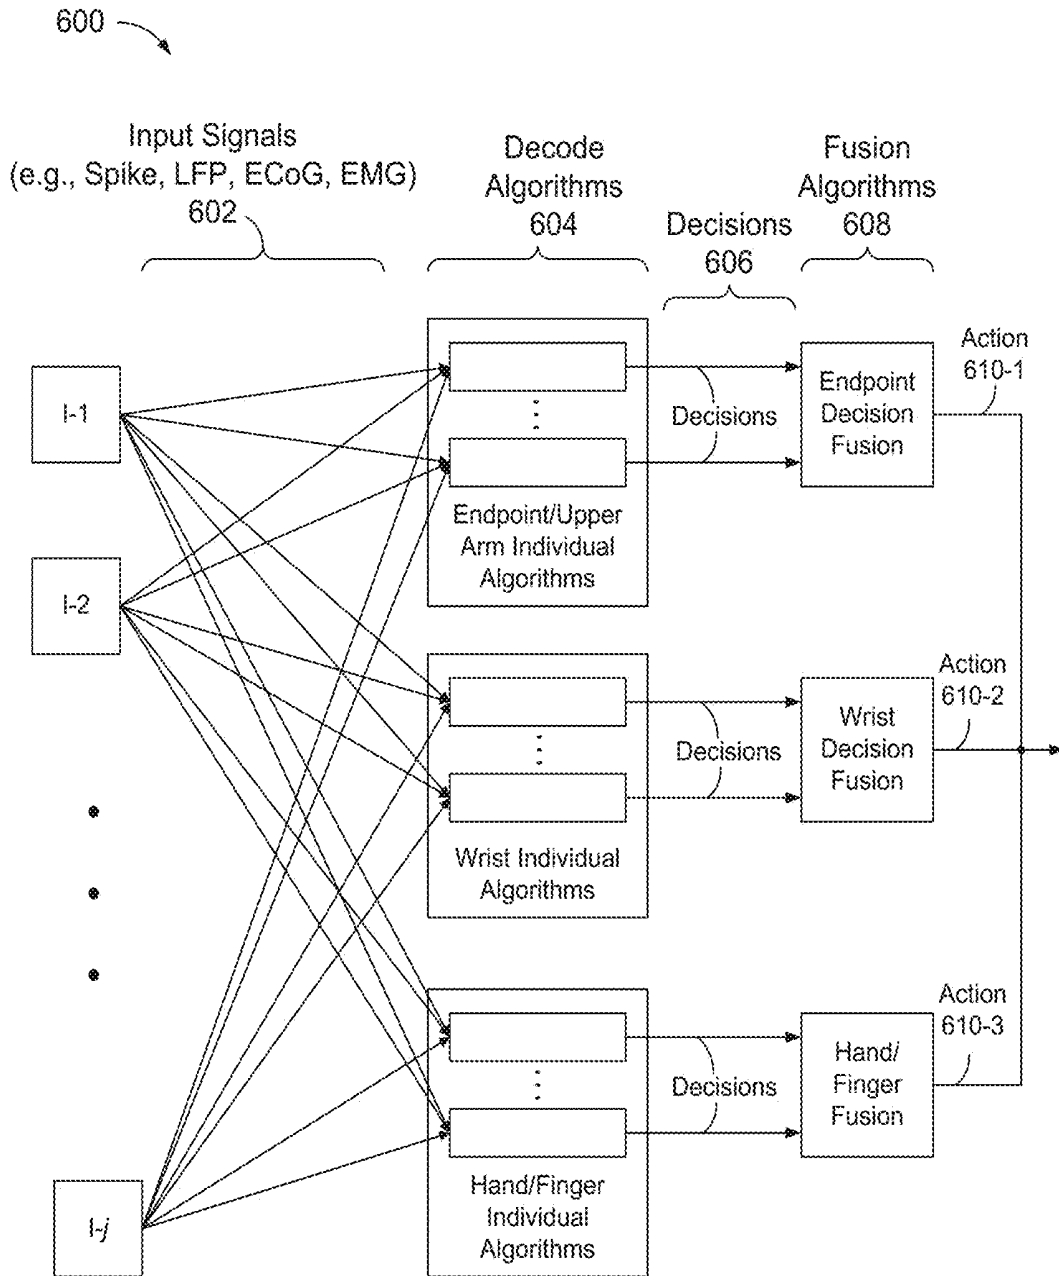 600
Input Signals
(e.g., Spike, LFP, ECoG, EMG)
602
Decode
Algorithms
604
Decisions
606
Fusion
Algorithms
608
I-1
I-2
I-j
Endpoint/Upper
Arm Individual
Algorithms
Decisions
Endpoint
Decision
Fusion
Action
610-1
Wrist Individual
Algorithms
Decisions
Wrist
Decision
Fusion
Action
610-2
Hand/Finger
Individual
Algorithms
Decisions
Hand/
Finger
Fusion
Action
610-3